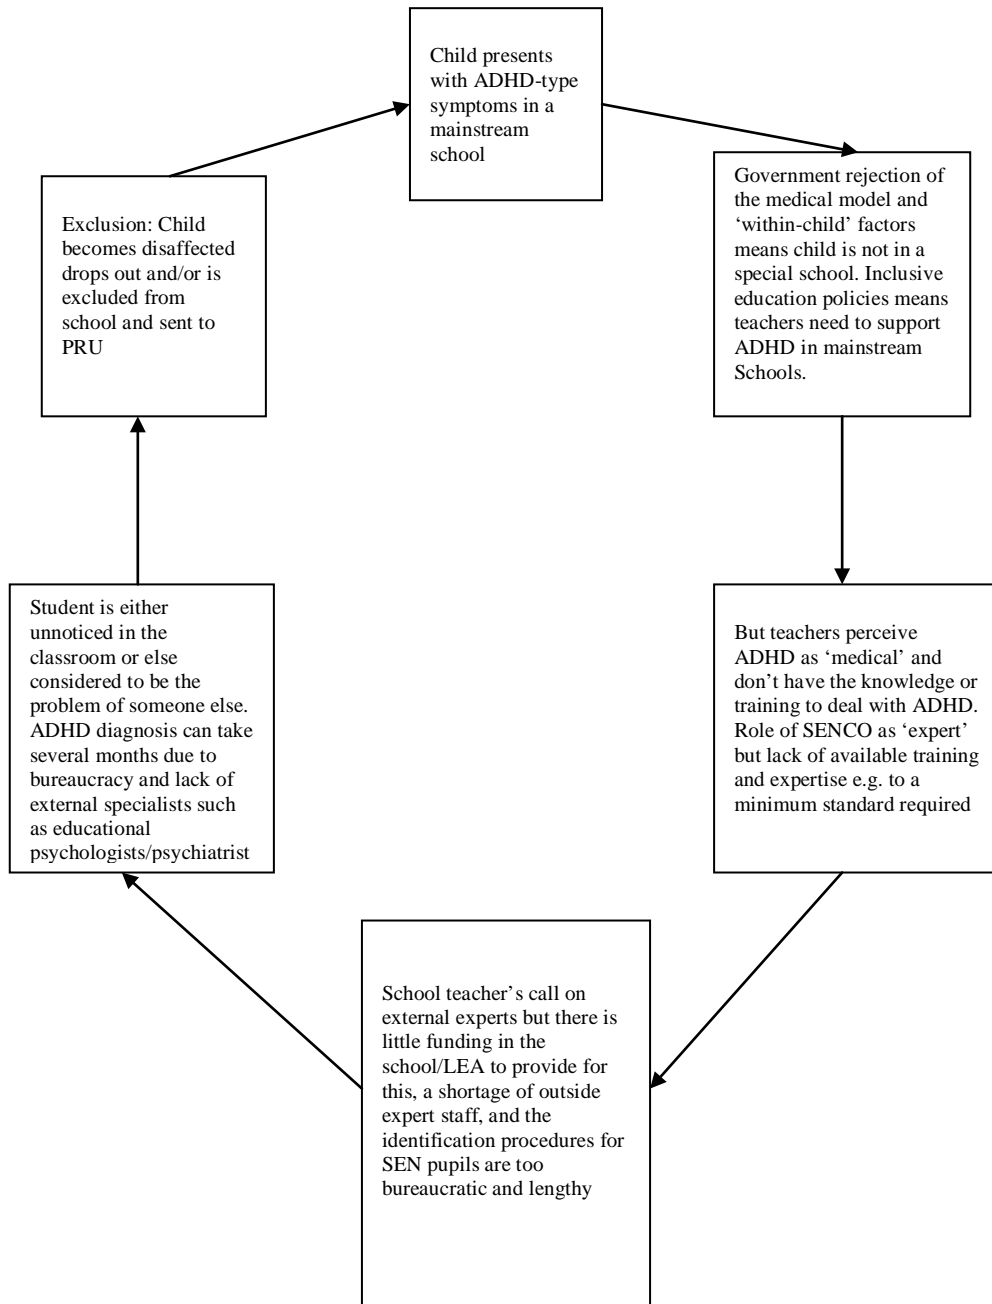 Child presents
with ADHD-type
symptoms in a
mainstream
school
Government rejection of
the medical model and
‘within-child’ factors
means child is not in a
special school. Inclusive
education policies means
teachers need to support
ADHD in mainstream
Schools.
But teachers perceive
ADHD as ‘medical’ and
don’t have the knowledge or
training to deal with ADHD.
Role of SENCO as ‘expert’
but lack of available training
and expertise e.g. to a
minimum standard required
School teacher’s call on
external experts but there is
little funding in the
school/LEA to provide for
this, a shortage of outside
expert staff, and the
identification procedures for
SEN pupils are too
bureaucratic and lengthy
Student is either
unnoticed in the
classroom or else
considered to be the
problem of someone else.
ADHD diagnosis can take
several months due to
bureaucracy and lack of
external specialists such
as educational
psychologists/psychiatrist
Exclusion: Child
becomes disaffected
drops out and/or is
excluded from
school and sent to
PRU